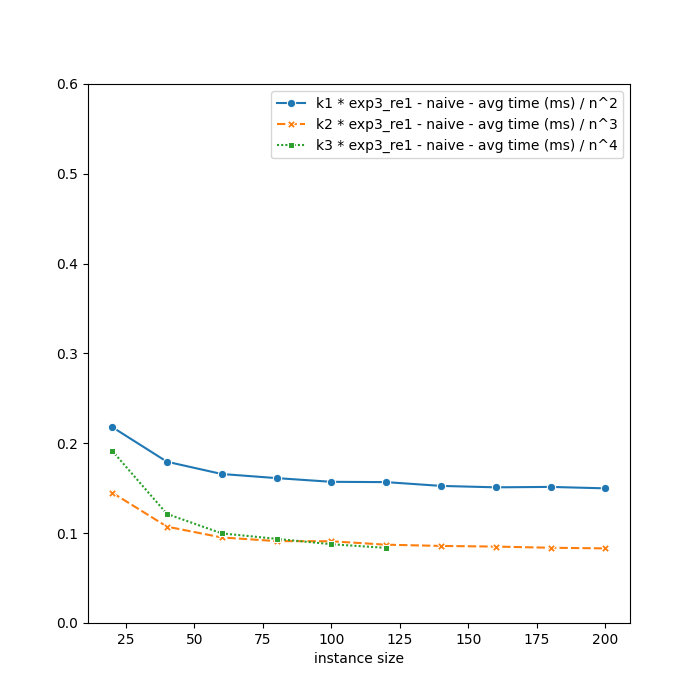 k1 * exp3_re1 - naive - avg time (ms) / n^2
k2 * exp3_re1 - naive - avg time (ms) / n^3
k3 * exp3_re1 - naive - avg time (ms) / n^4
0.6
0.5
0.4
0.3
0.2
0.1
0.0
25 50 75 100 125 150 175 200
instance size